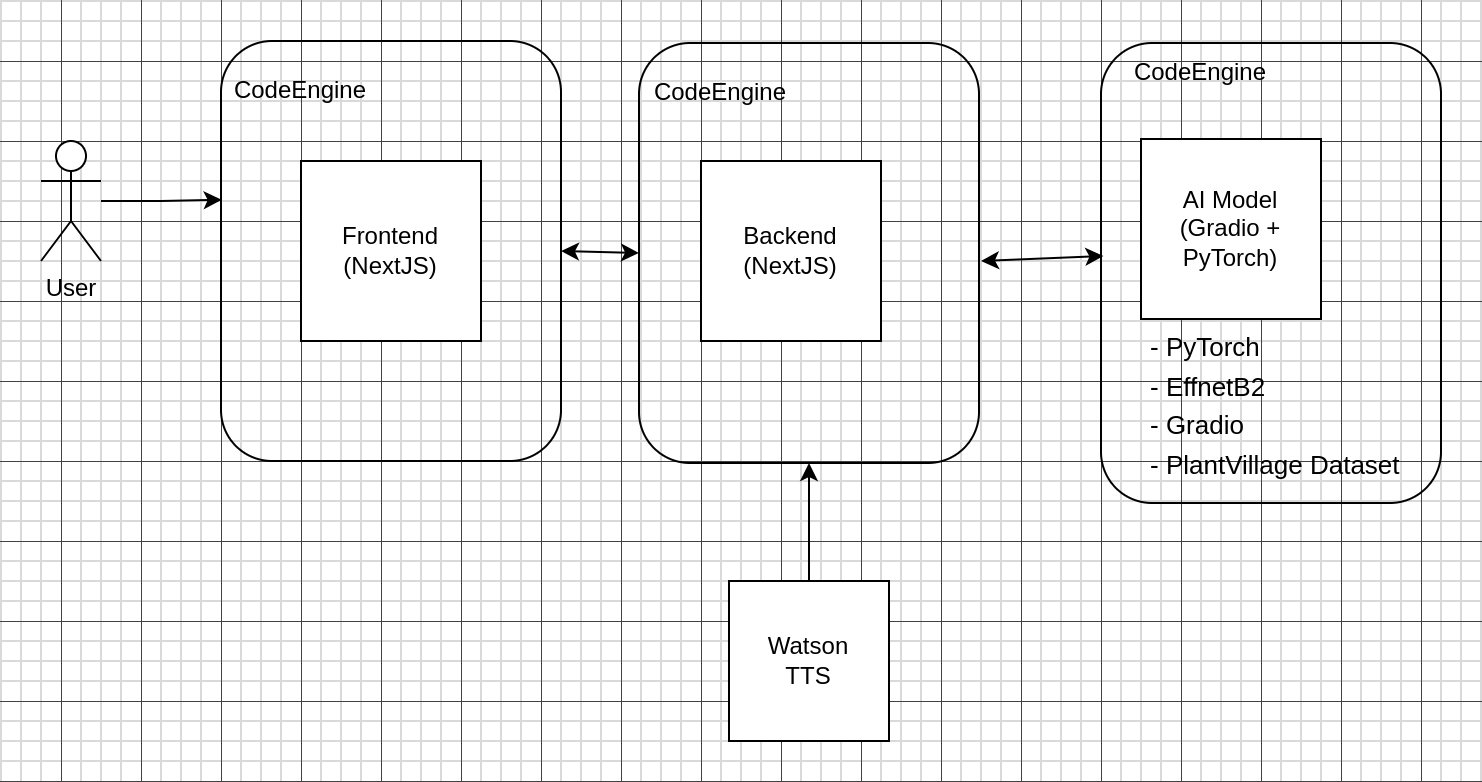 CodeEngine
CodeEngine
CodeEngine
User
Frontend
(NextJS)
Backend
(NextJS)
AI Model
(Gradio +
PyTorch)
- PyTorch
- EffnetB2
- Gradio
- PlantVillage Dataset
Watson
TTS